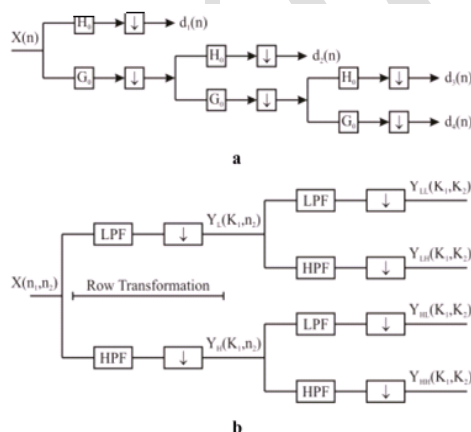 H₀ ↓ d₁(n)
X(n)
H₀ ↓ d₂(n)
G₀ ↓
H₀ ↓ d₃(n)
G₀ ↓
G₀ ↓ d₄(n)
a
LPF ↓ Y_LL(K₁,K₂)
LPF ↓ Y_L(K₁,n₂)
HPF ↓ Y_LH(K₁,K₂)
X(n₁,n₂) Row Transformation
LPF ↓ Y_HL(K₁,K₂)
HPF ↓ Y_H(K₁,n₂)
HPF ↓ Y_HH(K₁,K₂)
b